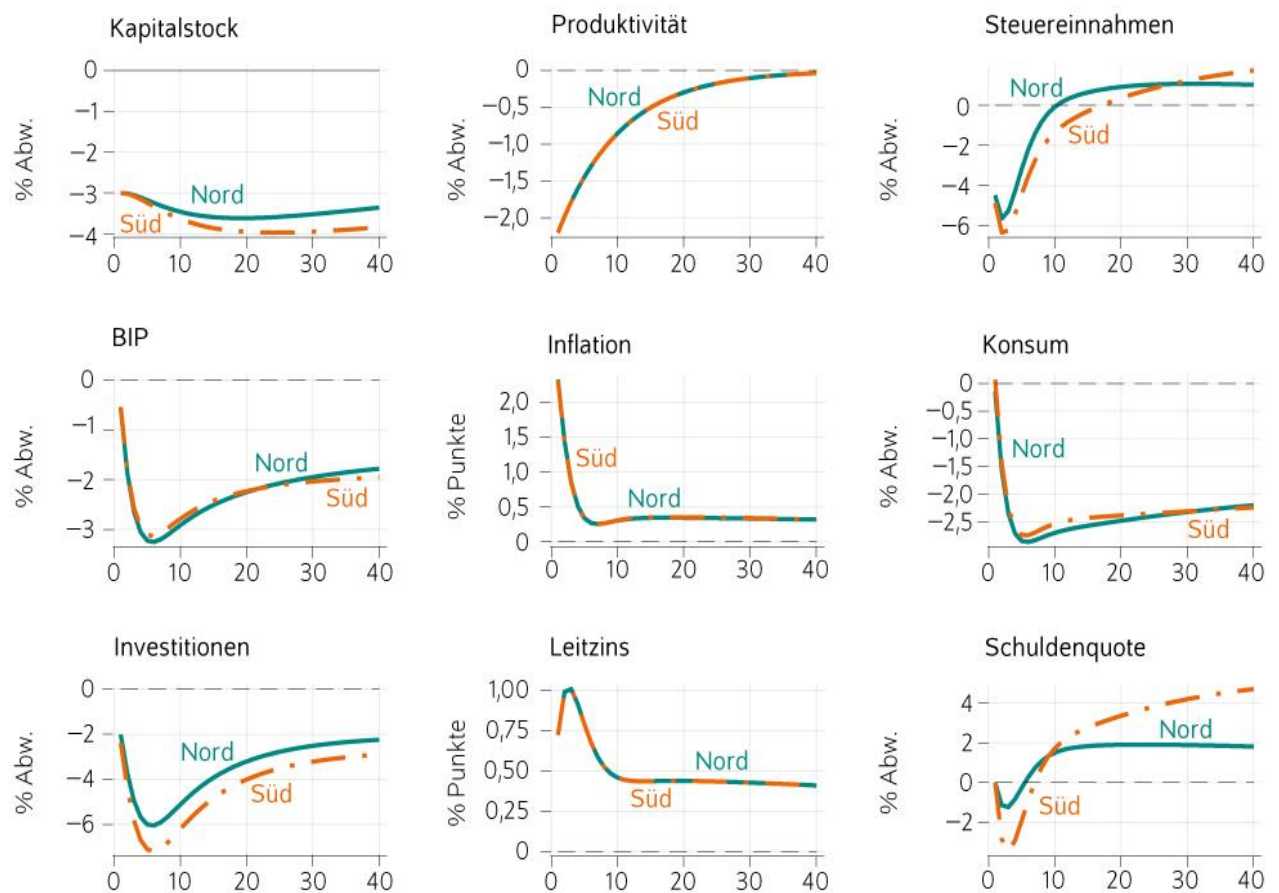 Kapitalstock
% Abw.
0
−1
−2
−3
−4
Nord
Süd
0 10 20 30 40
Produktivität
% Abw.
0
−0,5
−1,0
−1,5
−2,0
Nord
Süd
0 10 20 30 40
Steuereinnahmen
% Abw.
0
−2
−4
−6
Nord
Süd
0 10 20 30 40
BIP
% Abw.
0
−1
−2
−3
Nord
Süd
0 10 20 30 40
Inflation
% Punkte
2,0
1,5
1,0
0,5
0
Süd
Nord
0 10 20 30 40
Konsum
% Abw.
0
−0,5
−1,0
−1,5
−2,0
−2,5
Nord
Süd
0 10 20 30 40
Investitionen
% Abw.
0
−2
−4
−6
Nord
Süd
0 10 20 30 40
Leitzins
% Punkte
1,00
0,75
0,50
0,25
0
Nord
Süd
0 10 20 30 40
Schuldenquote
% Abw.
4
2
0
−2
Nord
Süd
0 10 20 30 40